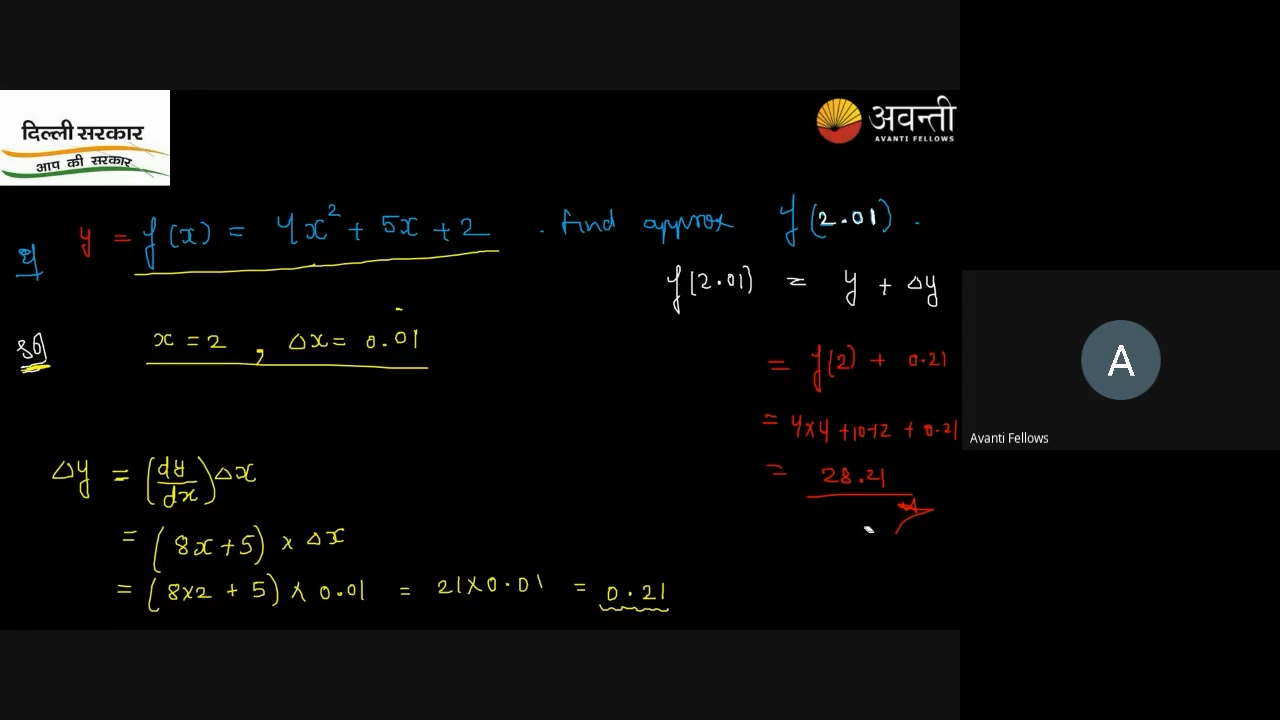 दिल्ली सरकार
आप की सरकार
अवन्ती
AVANTI FELLOWS
y = f(x) = 4x² + 5x + 2 . find approx f(2.01) .
f(2.01) = y + Δy
x = 2 , Δx = 0.01
= f(2) + 0.21
= 4×4 + 10+2 + 0.21
= 28.21
Δy = (dy/dx) Δx
= (8x + 5) × Δx
= (8×2 + 5) × 0.01 = 21×0.01 = 0.21
A
Avanti Fellows